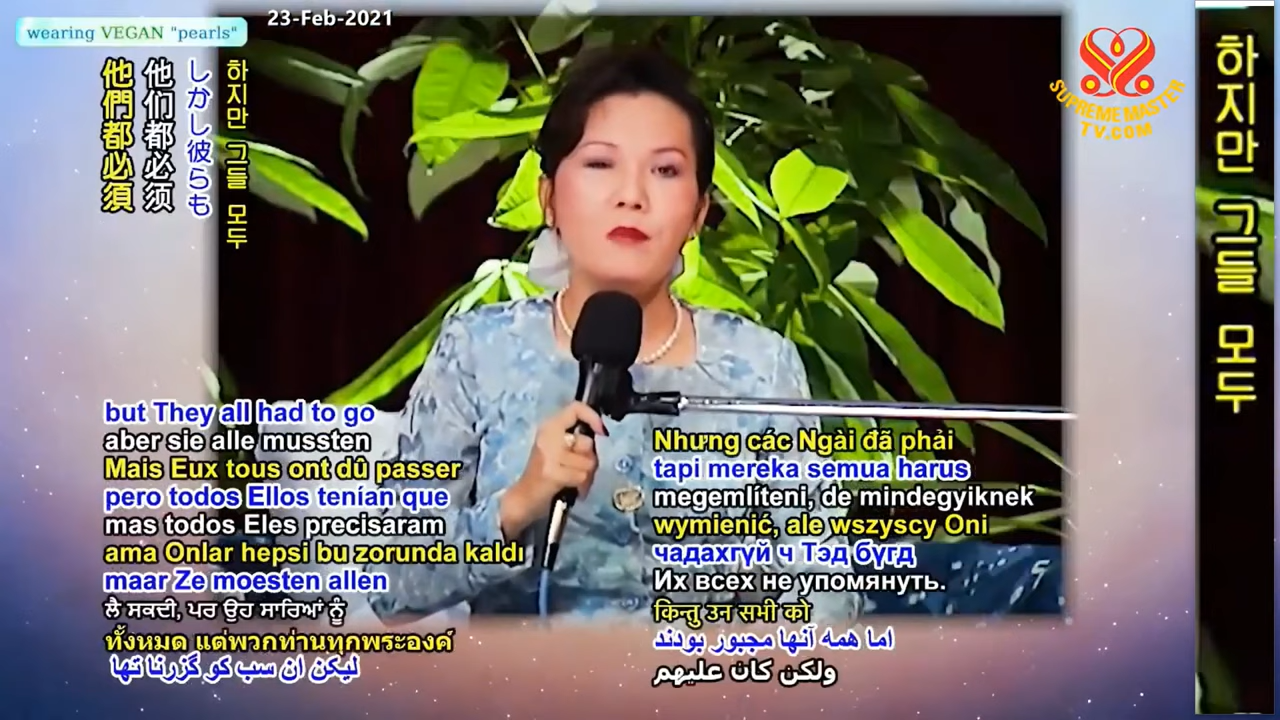 wearing VEGAN "pearls"
23-Feb-2021
SUPREME MASTER
TV.COM
하지만 그들 모두
しかし彼らも
他们都必须
他們都必須
하지만 그들 모두
but They all had to go
aber sie alle mussten
Mais Eux tous ont dû passer
pero todos Ellos tenían que
mas todos Eles precisaram
ama Onlar hepsi bu zorunda kaldı
maar Ze moesten allen
ਲੈ ਸਕਦੀ, ਪਰ ਉਹ ਸਾਰਿਆਂ ਨੂੰ
ทั้งหมด แต่พวกท่านทุกพระองค์
لیکن ان سب کو گزرنا تھا
Nhưng các Ngài đã phải
tapi mereka semua harus
megemlíteni, de mindegyiknek
wymienić, ale wszyscy Oni
чадахгүй ч Тэд бүгд
Их всех не упомянуть.
किन्तु उन सभी को
اما همه آنها مجبور بودند
ولكن كان عليهم